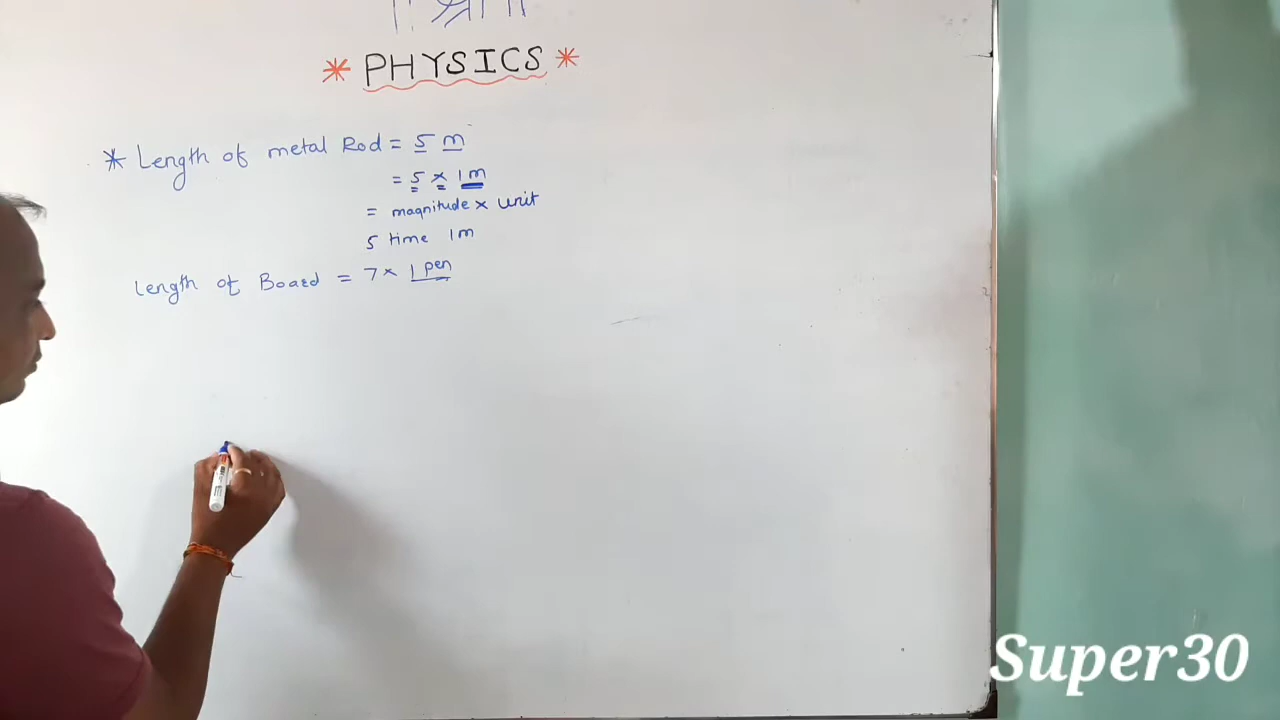 * PHYSICS *
* Length of metal Rod = 5 m
= 5 × 1m
= magnitude × unit
5 time 1m
length of Board = 7 × 1 pen
Super30